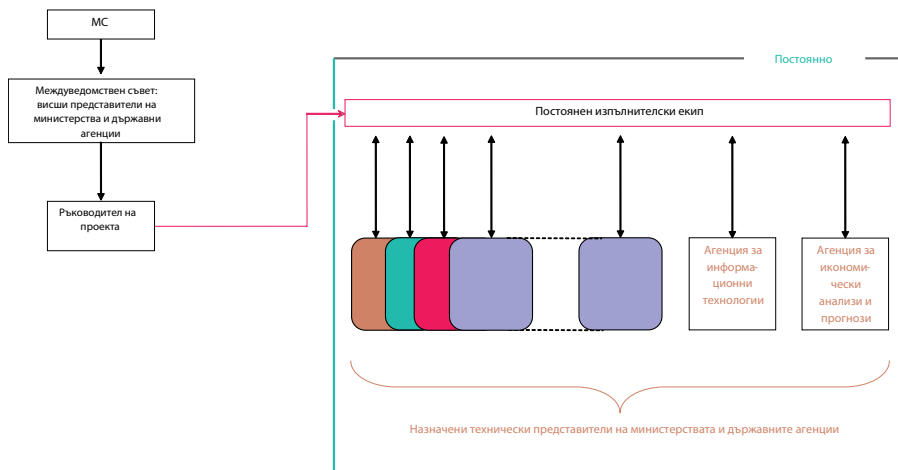 МС
Междуведомствен съвет:
висши представители на
министерства и държавни
агенции
Ръководител на
проекта
Постоянно
Постоянен изпълнителски екип
Агенция за
информа-
ционни
технологии
Агенция за
икономи-
чески
анализи и
прогнози
Назначени технически представители на министерствата и държавните агенции